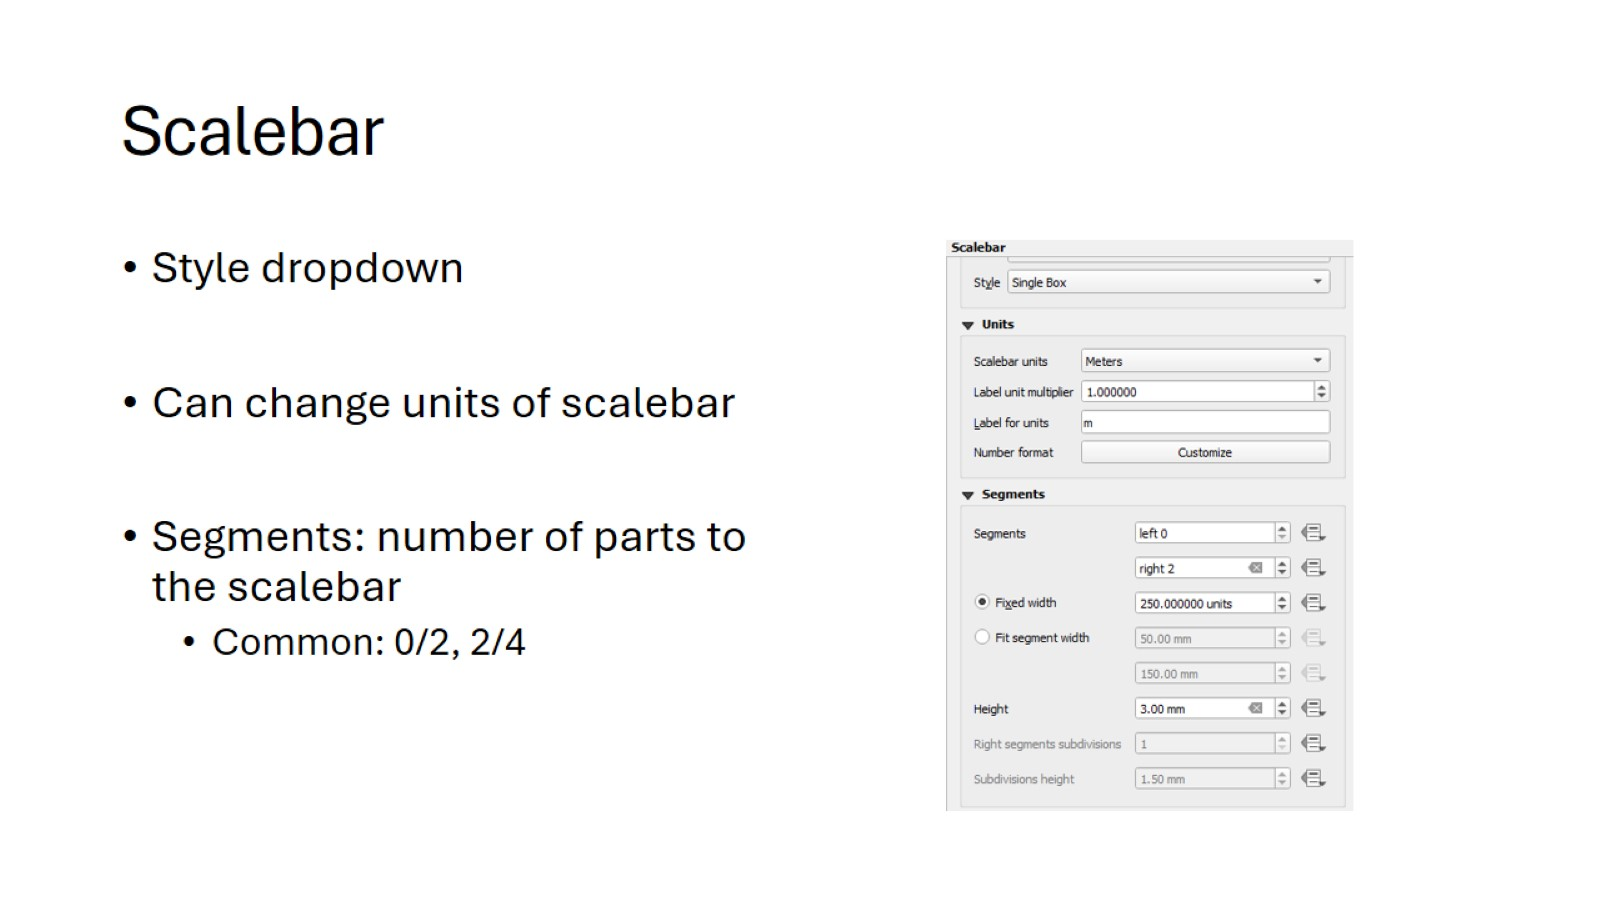 Scalebar
• Style dropdown
• Can change units of scalebar
• Segments: number of parts to
the scalebar
• Common: 0/2, 2/4
Scalebar
Style Single Box
Units
Scalebar units Meters
Label unit multiplier 1.000000
Label for units m
Number format Customize
Segments
Segments left 0
right 2
Fixed width 250.000000 units
Fit segment width 50.00 mm
150.00 mm
Height 3.00 mm
Right segments subdivisions 1
Subdivisions height 1.50 mm